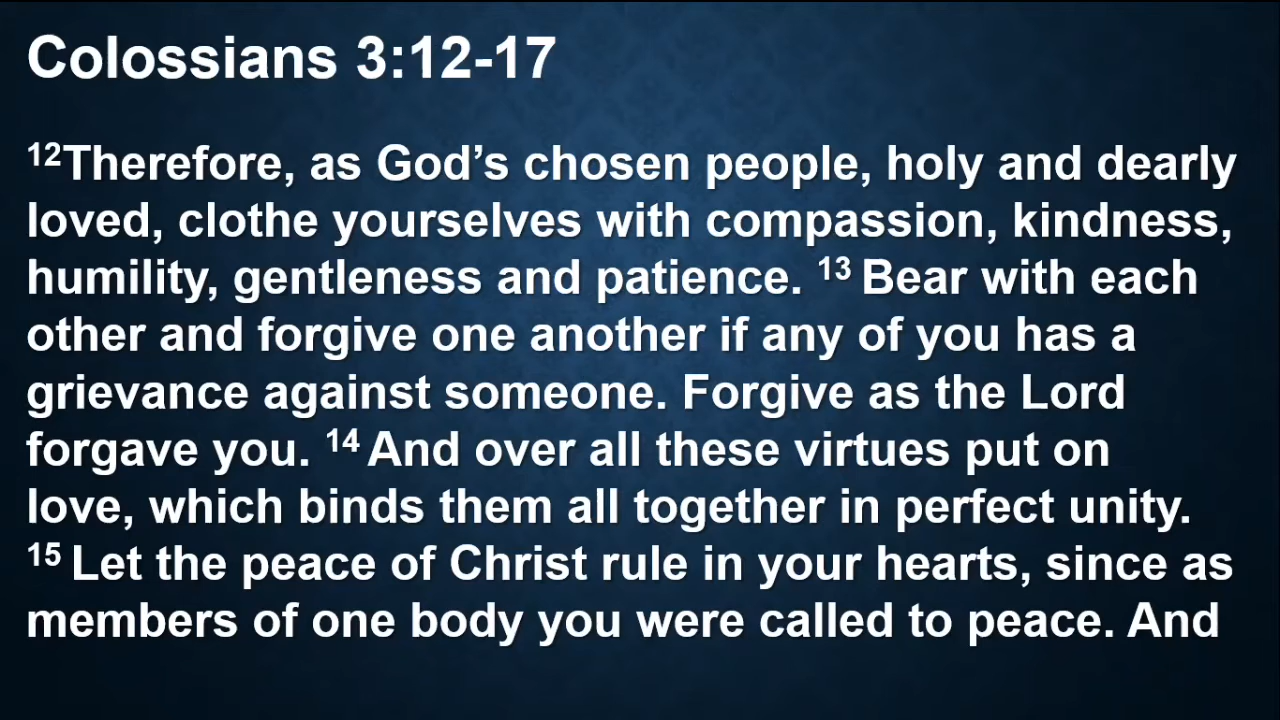 Colossians 3:12-17
¹²Therefore, as God’s chosen people, holy and dearly
loved, clothe yourselves with compassion, kindness,
humility, gentleness and patience. ¹³ Bear with each
other and forgive one another if any of you has a
grievance against someone. Forgive as the Lord
forgave you. ¹⁴ And over all these virtues put on
love, which binds them all together in perfect unity.
¹⁵ Let the peace of Christ rule in your hearts, since as
members of one body you were called to peace. And